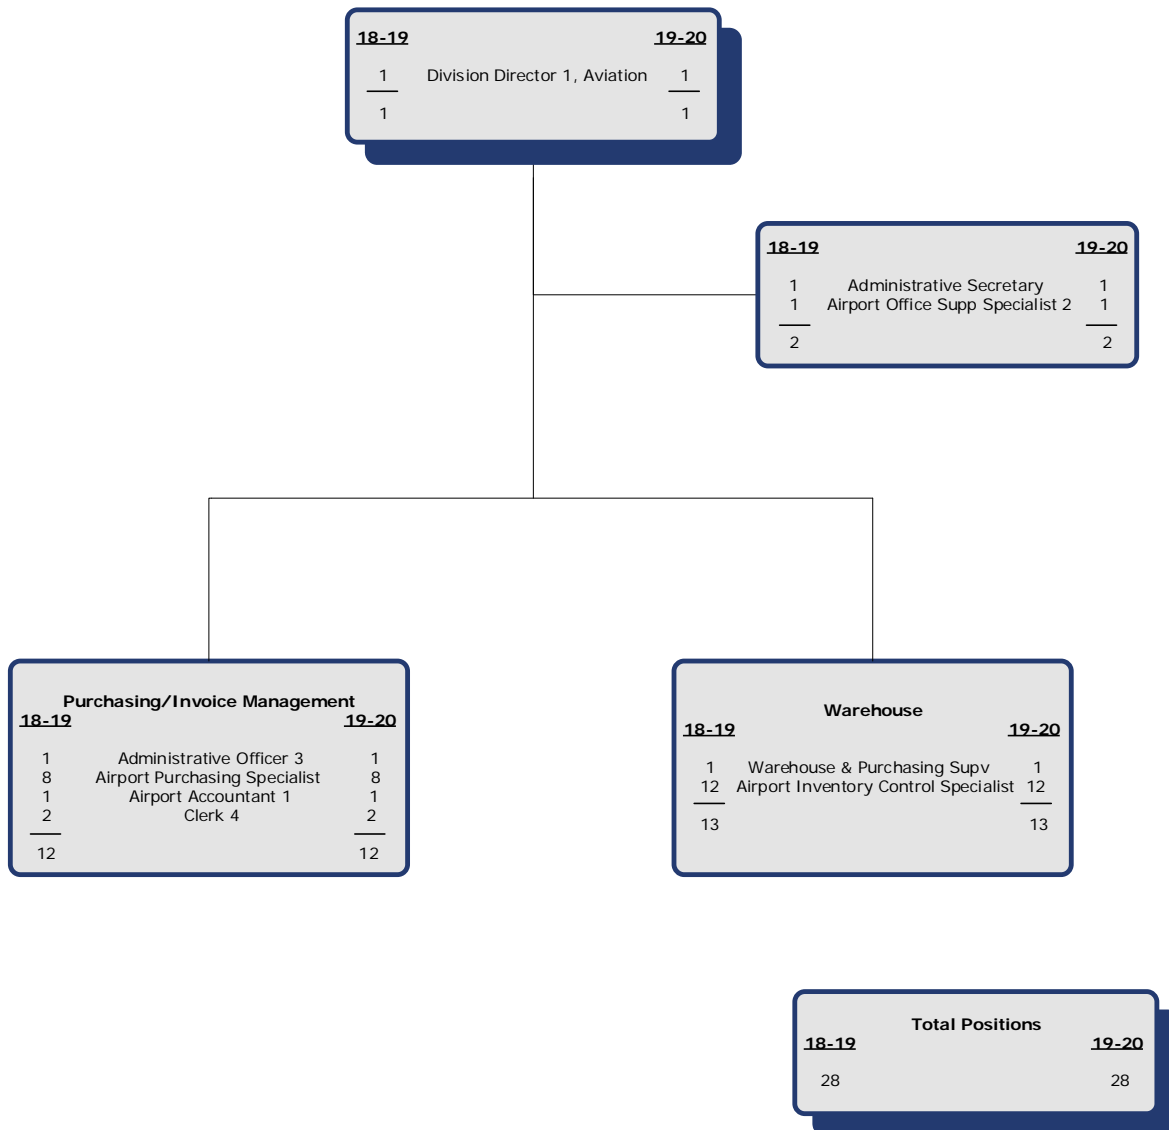 18-19 19-20
1 Division Director 1, Aviation 1
1 1
18-19 19-20
1 Administrative Secretary 1
1 Airport Office Supp Specialist 2 1
2 2
Purchasing/Invoice Management
18-19 19-20
1 Administrative Officer 3 1
8 Airport Purchasing Specialist 8
1 Airport Accountant 1 1
2 Clerk 4 2
12 12
Warehouse
18-19 19-20
1 Warehouse & Purchasing Supv 1
12 Airport Inventory Control Specialist 12
13 13
Total Positions
18-19 19-20
28 28